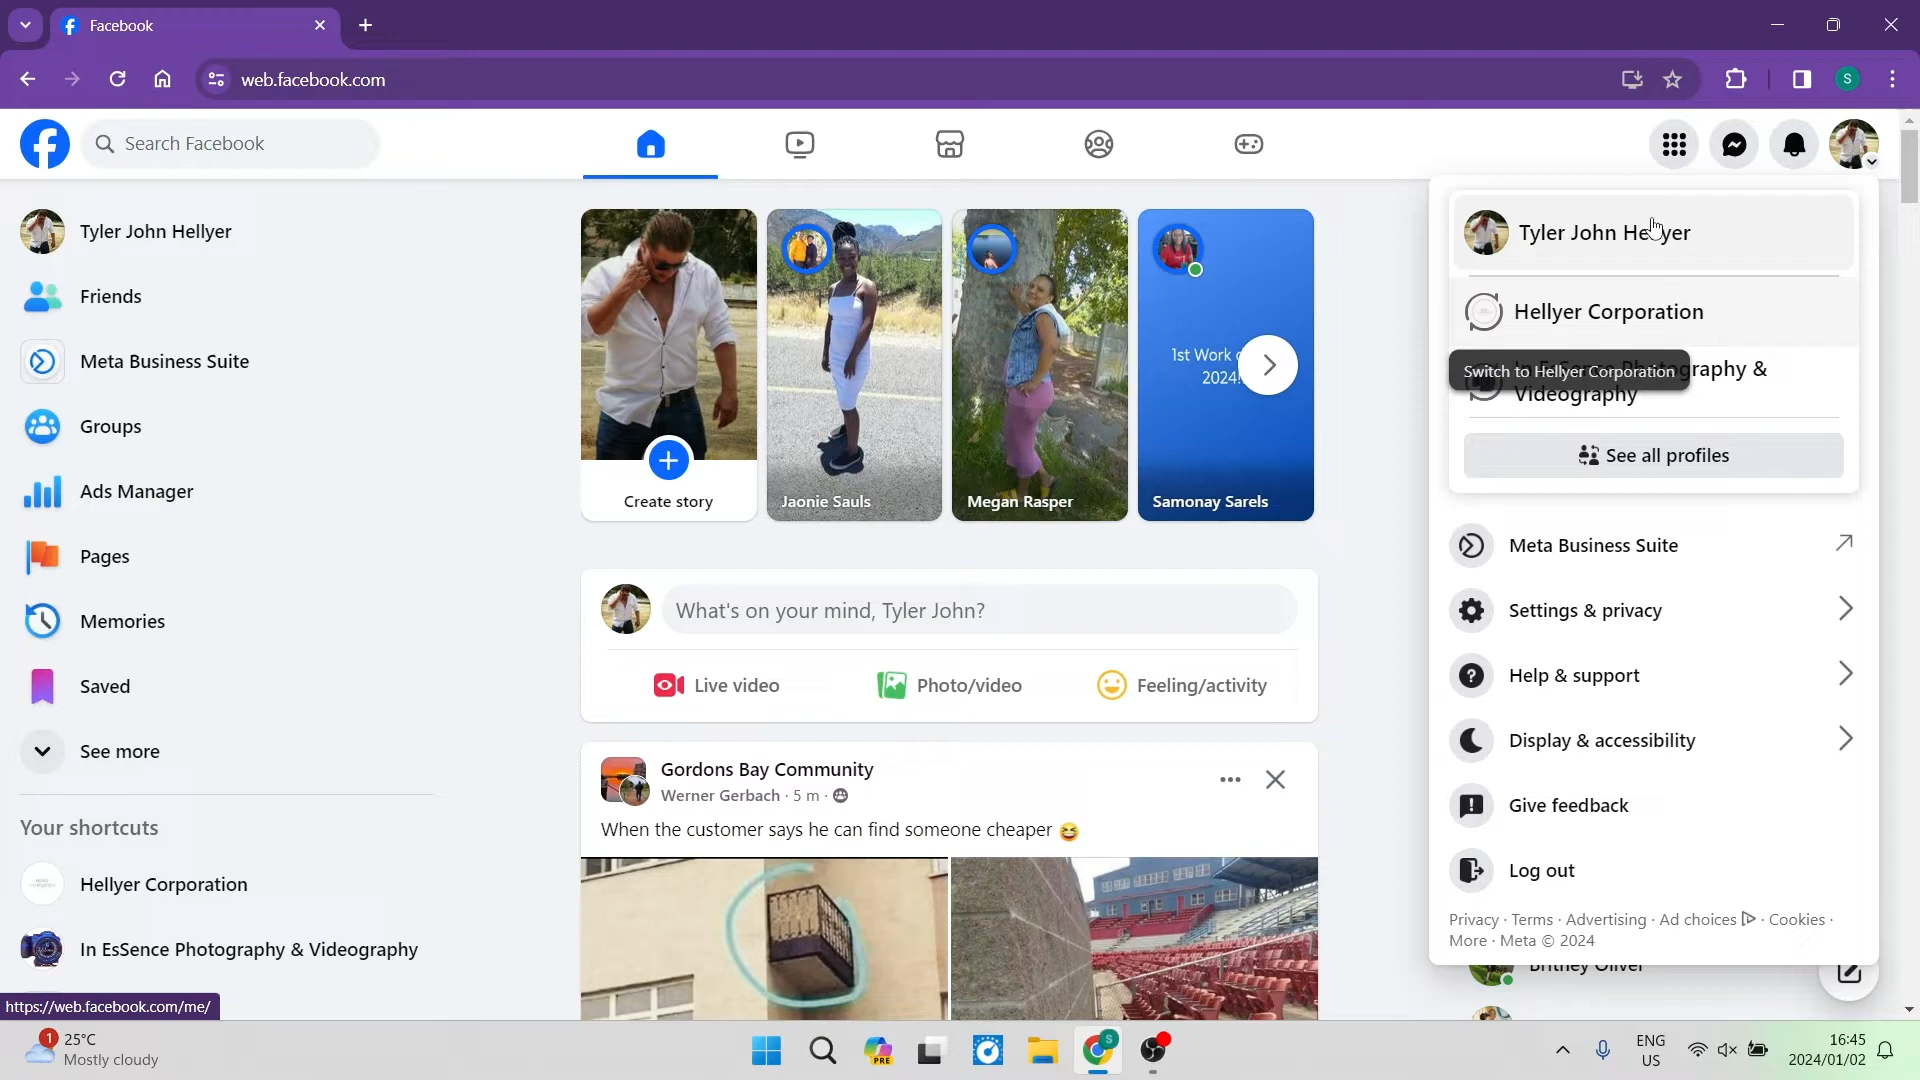 Facebook
web.facebook.com
S
Search Facebook
Tyler John Hellyer
Friends
Meta Business Suite
Groups
Ads Manager
Pages
Memories
Saved
See more
Your shortcuts
Hellyer Corporation
In EsSence Photography & Videography
https://web.facebook.com/me/
Create story
Jaonie Sauls
Megan Rasper
1st Work
2024!
Samonay Sarels
What's on your mind, Tyler John?
Live video
Photo/video
Feeling/activity
Gordons Bay Community
Werner Gerbach · 5 m ·
When the customer says he can find someone cheaper 😆
Tyler John Hellyer
Hellyer Corporation
Switch to Hellyer Corporation
Videography
See all profiles
Meta Business Suite
Settings & privacy
Help & support
Display & accessibility
Give feedback
Log out
Privacy · Terms · Advertising · Ad choices · Cookies ·
More · Meta © 2024
1
25°C
Mostly cloudy
PRE
S
ENG
US
16:45
2024/01/02